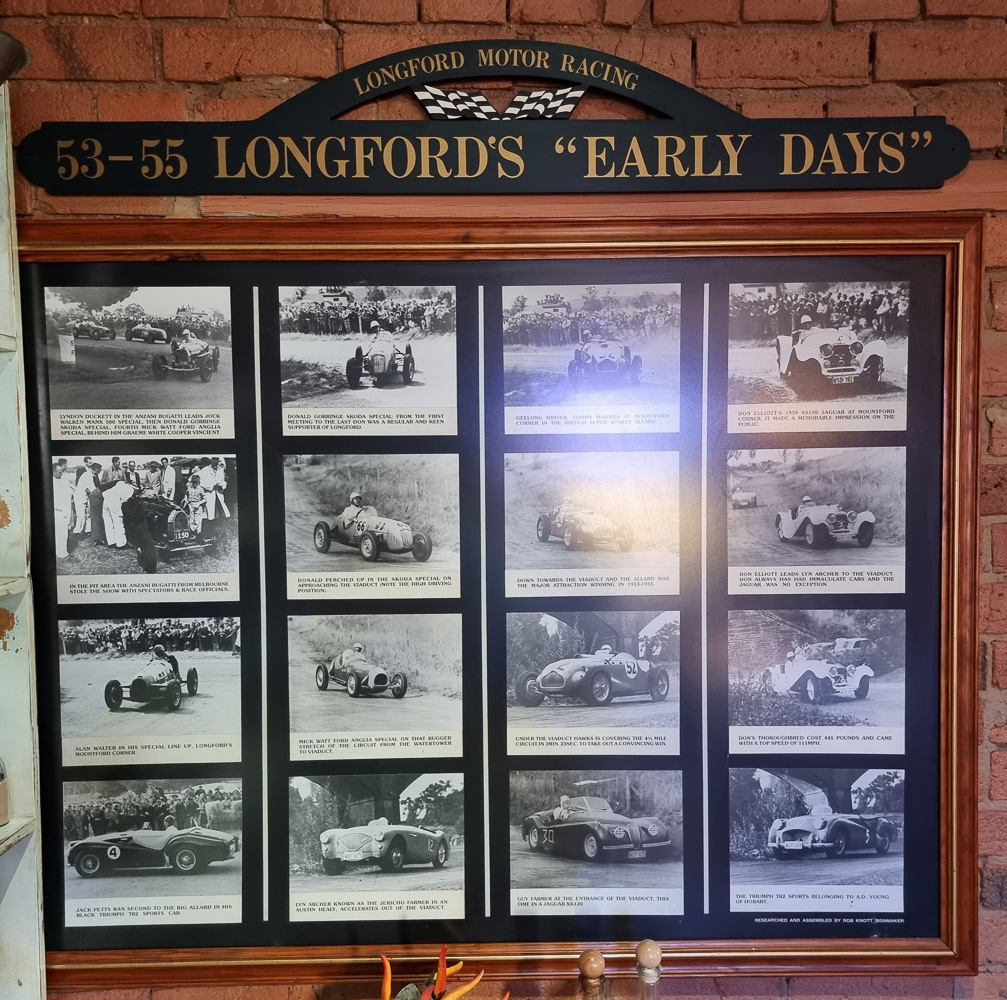 LONGFORD MOTOR RACING
53-55 LONGFORD'S "EARLY DAYS"
LYNDON DUCKETT IN THE ANZANI BUGATTI LEADS JOCK
WALKEN MANX 500 SPECIAL, THEN DONALD GORRINGE
SKODA SPECIAL, FOURTH MICK WATT FORD ANGLIA
SPECIAL, BEHIND HIM GRAEME WHITE COOPER VINCENT.
DONALD GORRINGE SKODA SPECIAL FROM THE FIRST
MEETING TO THE LAST DON WAS A REGULAR AND KEEN
SUPPORTER OF LONGFORD.
GEELONG DRIVER, TOMMY HAWKES AT MOUNTFORD
CORNER IN THE BRITISH SUPER SPORTS ALLARD.
DON ELLIOTT'S 1939 SS100 JAGUAR AT MOUNTFORD
CORNER, IT MADE A MEMORABLE IMPRESSION ON THE
PUBLIC.
150
IN THE PIT AREA THE ANZANI BUGATTI FROM MELBOURNE
STOLE THE SHOW WITH SPECTATORS & RACE OFFICIALS.
66
DONALD PERCHED UP IN THE SKODA SPECIAL ON
APPROACHING THE VIADUCT (NOTE THE HIGH DRIVING
POSITION)
DOWN TOWARDS THE VIADUCT AND THE ALLARD WAS
THE MAJOR ATTRACTION WINNING IN 1953-1955.
DON ELLIOTT LEADS LYN ARCHER TO THE VIADUCT.
DON ALWAYS HAS HAD IMMACULATE CARS AND THE
JAGUAR WAS NO EXCEPTION.
ALAN WALTER IN HIS SPECIAL LINE UP, LONGFORD'S
MOUNTFORD CORNER.
MICK WATT FORD ANGLIA SPECIAL ON THAT RUGGED
STRETCH OF THE CIRCUIT FROM THE WATERTOWER
TO VIADUCT.
52
UNDER THE VIADUCT HAWKS IS COVERING THE 4½ MILE
CIRCUIT IN 3MIN. 23SEC. TO TAKE OUT A CONVINCING WIN.
DON'S THOROUGHBRED COST 445 POUNDS AND CAME
WITH A TOP SPEED OF 111MPH.
4
JACK PETTS RAN SECOND TO THE BIG ALLARD IN HIS
BLACK TRIUMPH TR2 SPORTS CAR.
12
LYN ARCHER KNOWN AS THE JERICHO FARMER IN AN
AUSTIN HEALY, ACCELERATES OUT OF THE VIADUCT.
30
GUY FARMER AT THE ENTRANCE OF THE VIADUCT, THIS
TIME IN A JAGUAR XK120.
THE TRIUMPH TR2 SPORTS BELONGING TO A.D. YOUNG
OF HOBART.
RESEARCHED AND ASSEMBLED BY ROB KNOTT SIGNMAKER